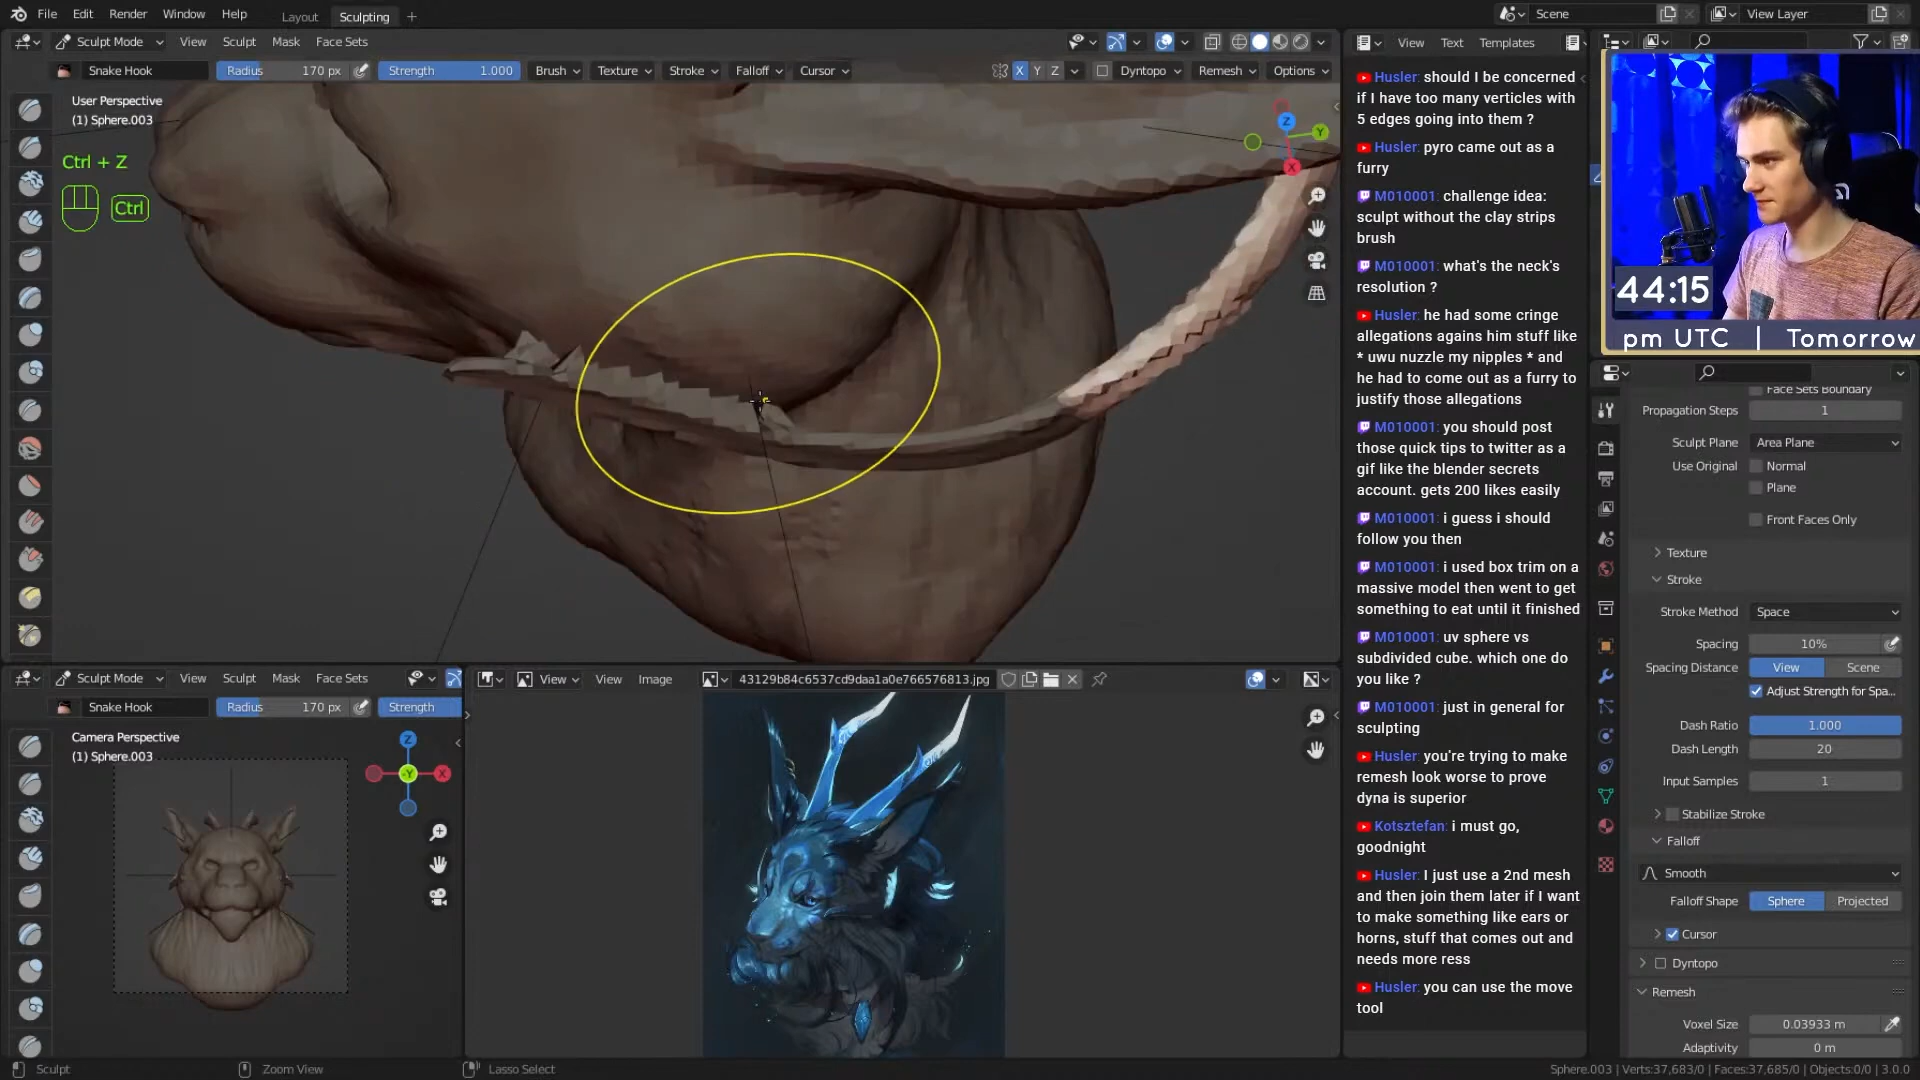 File Edit Render Window Help Layout Sculpting + Scene View Layer
Sculpt Mode View Sculpt Mask Face Sets View Text Templates
Snake Hook Radius 170 px Strength 1.000 Brush Texture Stroke Falloff Cursor X Y Z Dyntopo Remesh Options
User Perspective
(1) Sphere.003
Ctrl + Z
Ctrl
Z
Y
X
Husler: should I be concerned
if I have too many verticles with
5 edges going into them ?
Husler: pyro came out as a
furry
M010001: challenge idea:
sculpt without the clay strips
brush
M010001: what's the neck's
resolution ?
Husler: he had some cringe
allegations agains him stuff like
* uwu nuzzle my nipples * and
he had to come out as a furry to
justify those allegations
M010001: you should post
those quick tips to twitter as a
gif like the blender secrets
account. gets 200 likes easily
M010001: i guess i should
follow you then
M010001: i used box trim on a
massive model then went to get
something to eat until it finished
M010001: uv sphere vs
subdivided cube. which one do
you like ?
M010001: just in general for
sculpting
Husler: you're trying to make
remesh look worse to prove
dyna is superior
Kotsztefan: i must go,
goodnight
Husler: I just use a 2nd mesh
and then join them later if I want
to make something like ears or
horns, stuff that comes out and
needs more ress
Husler: you can use the move
tool
44:15
pm UTC | Tomorrow
Face Sets Boundary
Propagation Steps 1
Sculpt Plane Area Plane
Use Original Normal
Plane
Front Faces Only
Texture
Stroke
Stroke Method Space
Spacing 10%
Spacing Distance View Scene
Adjust Strength for Spa...
Dash Ratio 1.000
Dash Length 20
Input Samples 1
Stabilize Stroke
Falloff
Smooth
Falloff Shape Sphere Projected
Cursor
Dyntopo
Remesh
Voxel Size 0.03933 m
Adaptivity 0 m
Sculpt Mode View Sculpt Mask Face Sets
Snake Hook Radius 170 px Strength
Camera Perspective
(1) Sphere.003
Z
-Y
X
View View Image 43129b84c6537cd9daa1a0e766576813.jpg
Sculpt Zoom View Lasso Select Sphere.003 | Verts:37,683/0 | Faces:37,685/0 | Objects:0/0 | 3.0.0